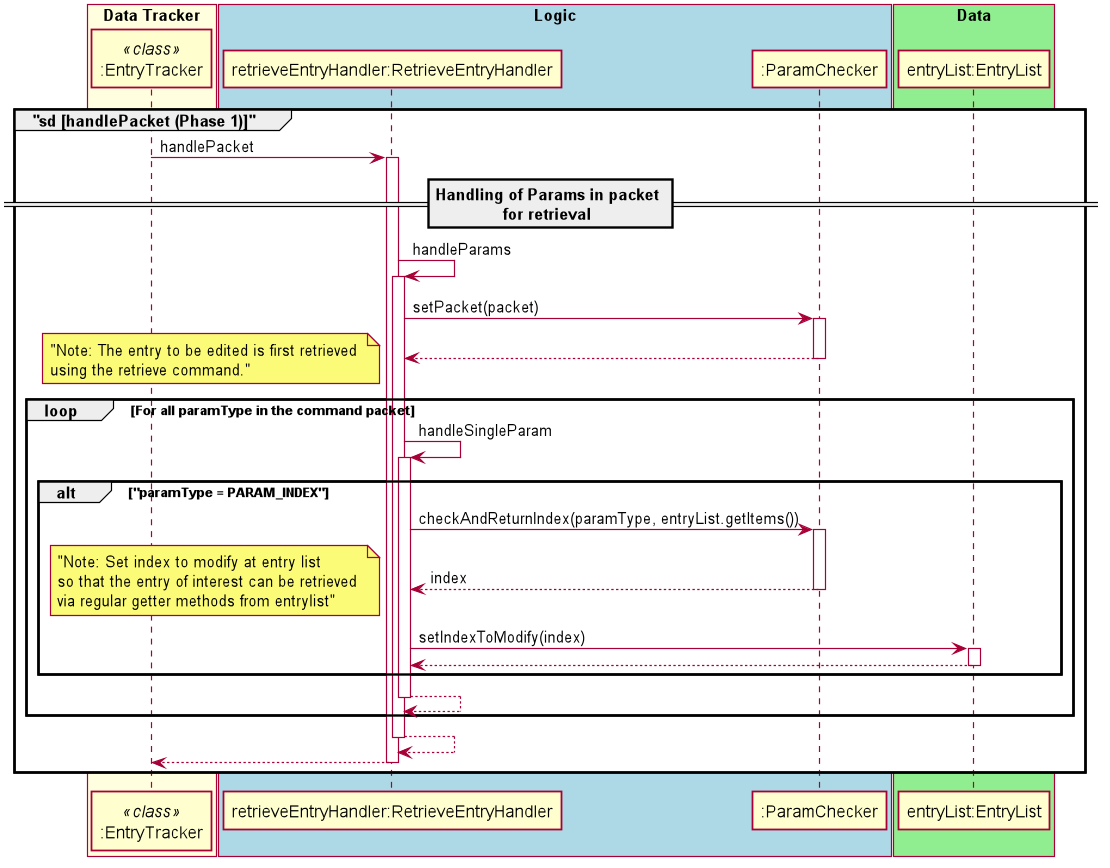 Data Tracker
Logic
Data
«class»
:EntryTracker
retrieveEntryHandler:RetrieveEntryHandler
:ParamChecker
entryList:EntryList
"sd [handlePacket (Phase 1)]"
handlePacket
Handling of Params in packet
for retrieval
handleParams
setPacket(packet)
"Note: The entry to be edited is first retrieved
using the retrieve command."
loop
[For all paramType in the command packet]
handleSingleParam
alt
["paramType = PARAM_INDEX"]
checkAndReturnIndex(paramType, entryList.getItems())
"Note: Set index to modify at entry list
so that the entry of interest can be retrieved
via regular getter methods from entrylist"
index
setIndexToModify(index)
«class»
:EntryTracker
retrieveEntryHandler:RetrieveEntryHandler
:ParamChecker
entryList:EntryList